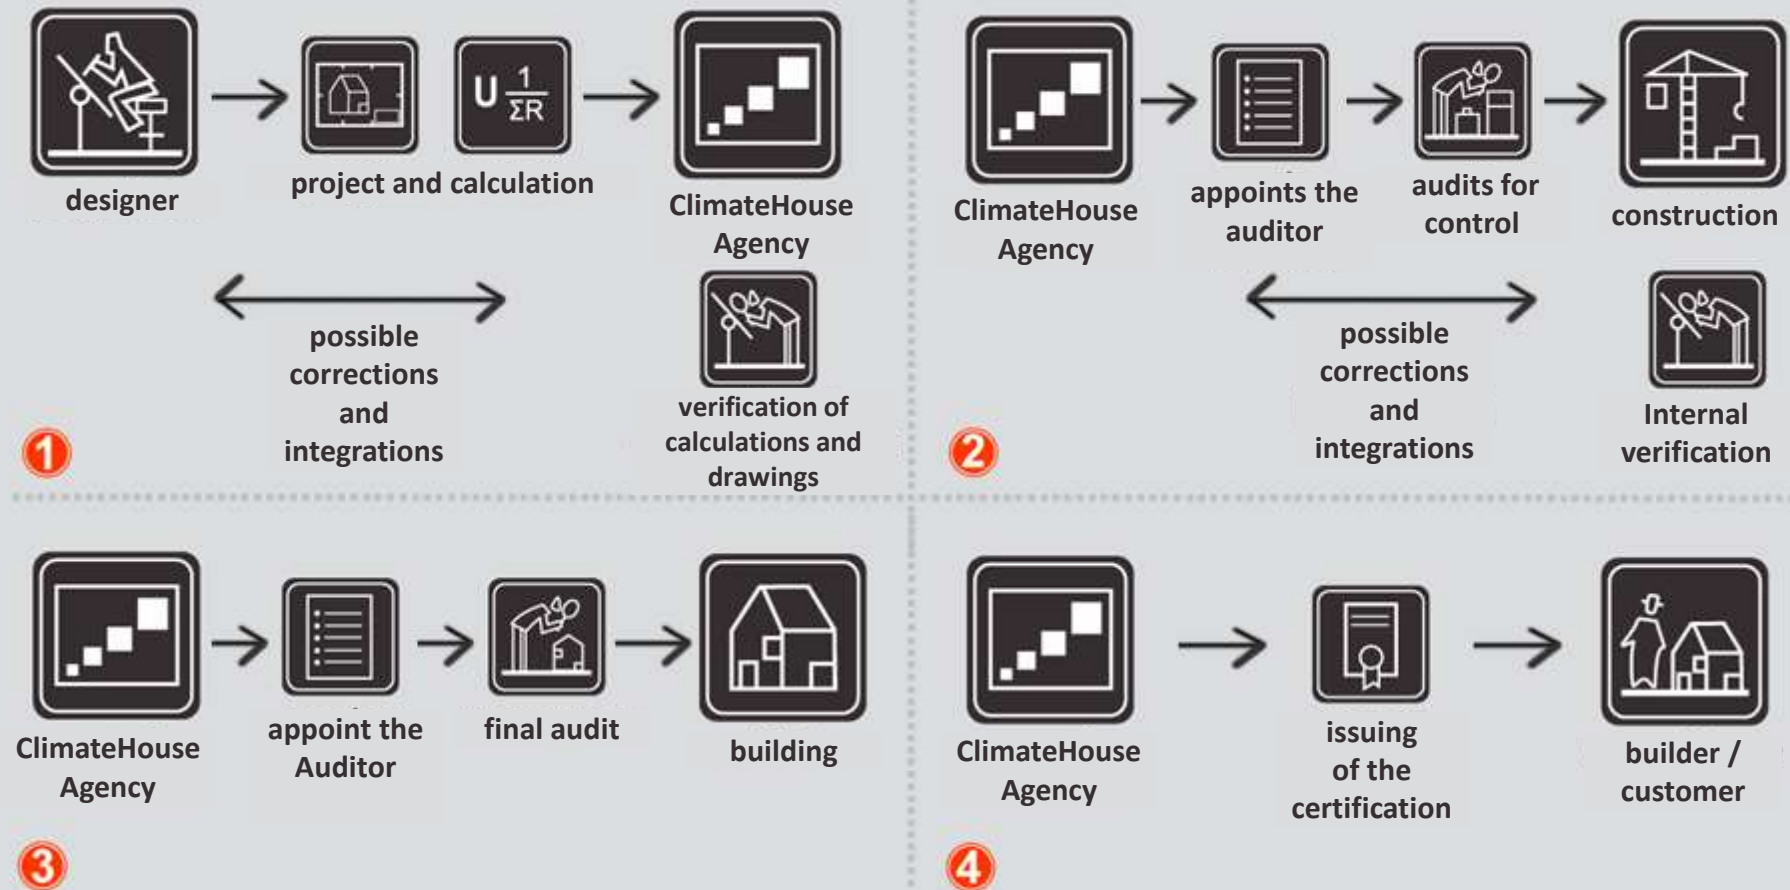 designer
project and calculation
U 1
ΣR
ClimateHouse
Agency
possible
corrections
and
integrations
verification of
calculations and
drawings
1
ClimateHouse
Agency
appoints the
auditor
audits for
control
construction
possible
corrections
and
integrations
Internal
verification
2
ClimateHouse
Agency
appoint the
Auditor
final audit
building
3
ClimateHouse
Agency
issuing
of the
certification
builder /
customer
4